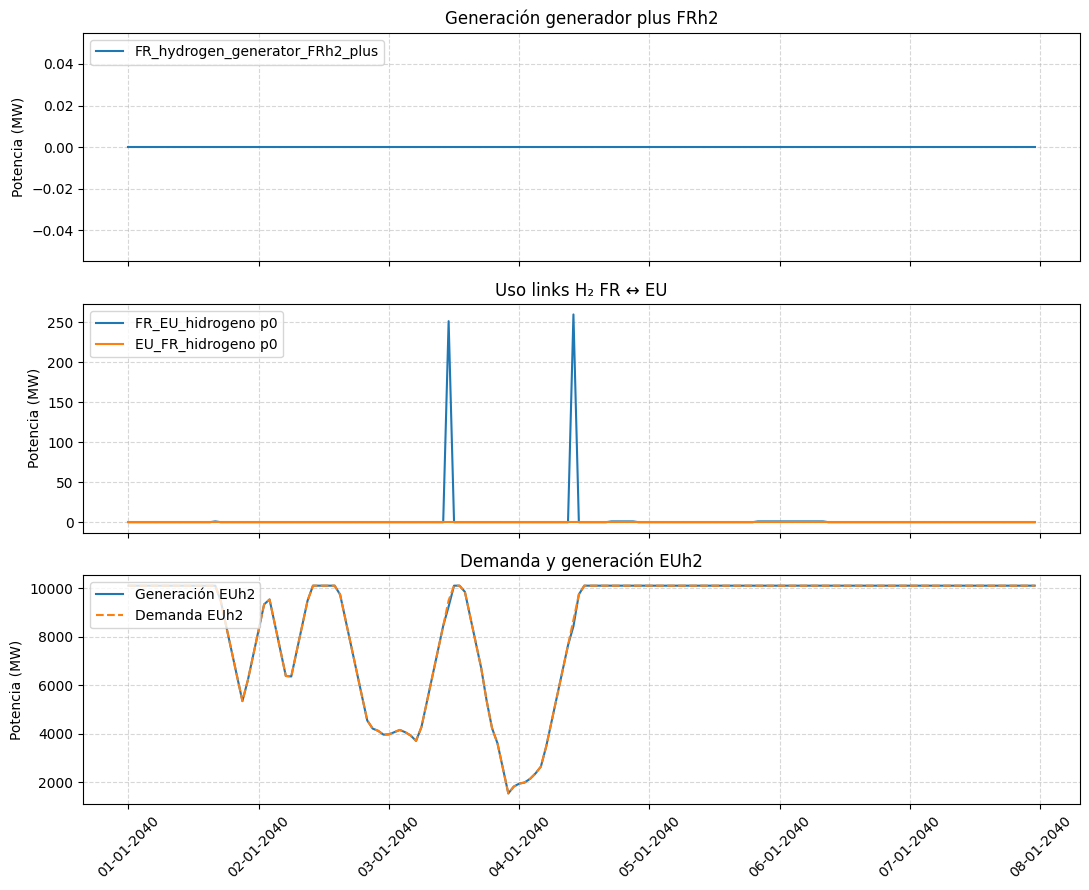 Generación generador plus FRh2
FR_hydrogen_generator_FRh2_plus
Potencia (MW)
0.04
0.02
0.00
−0.02
−0.04
Uso links H₂ FR ↔ EU
FR_EU_hidrogeno p0
EU_FR_hidrogeno p0
Potencia (MW)
250
200
150
100
50
0
Demanda y generación EUh2
Generación EUh2
Demanda EUh2
Potencia (MW)
10000
8000
6000
4000
2000
01-01-2040
02-01-2040
03-01-2040
04-01-2040
05-01-2040
06-01-2040
07-01-2040
08-01-2040